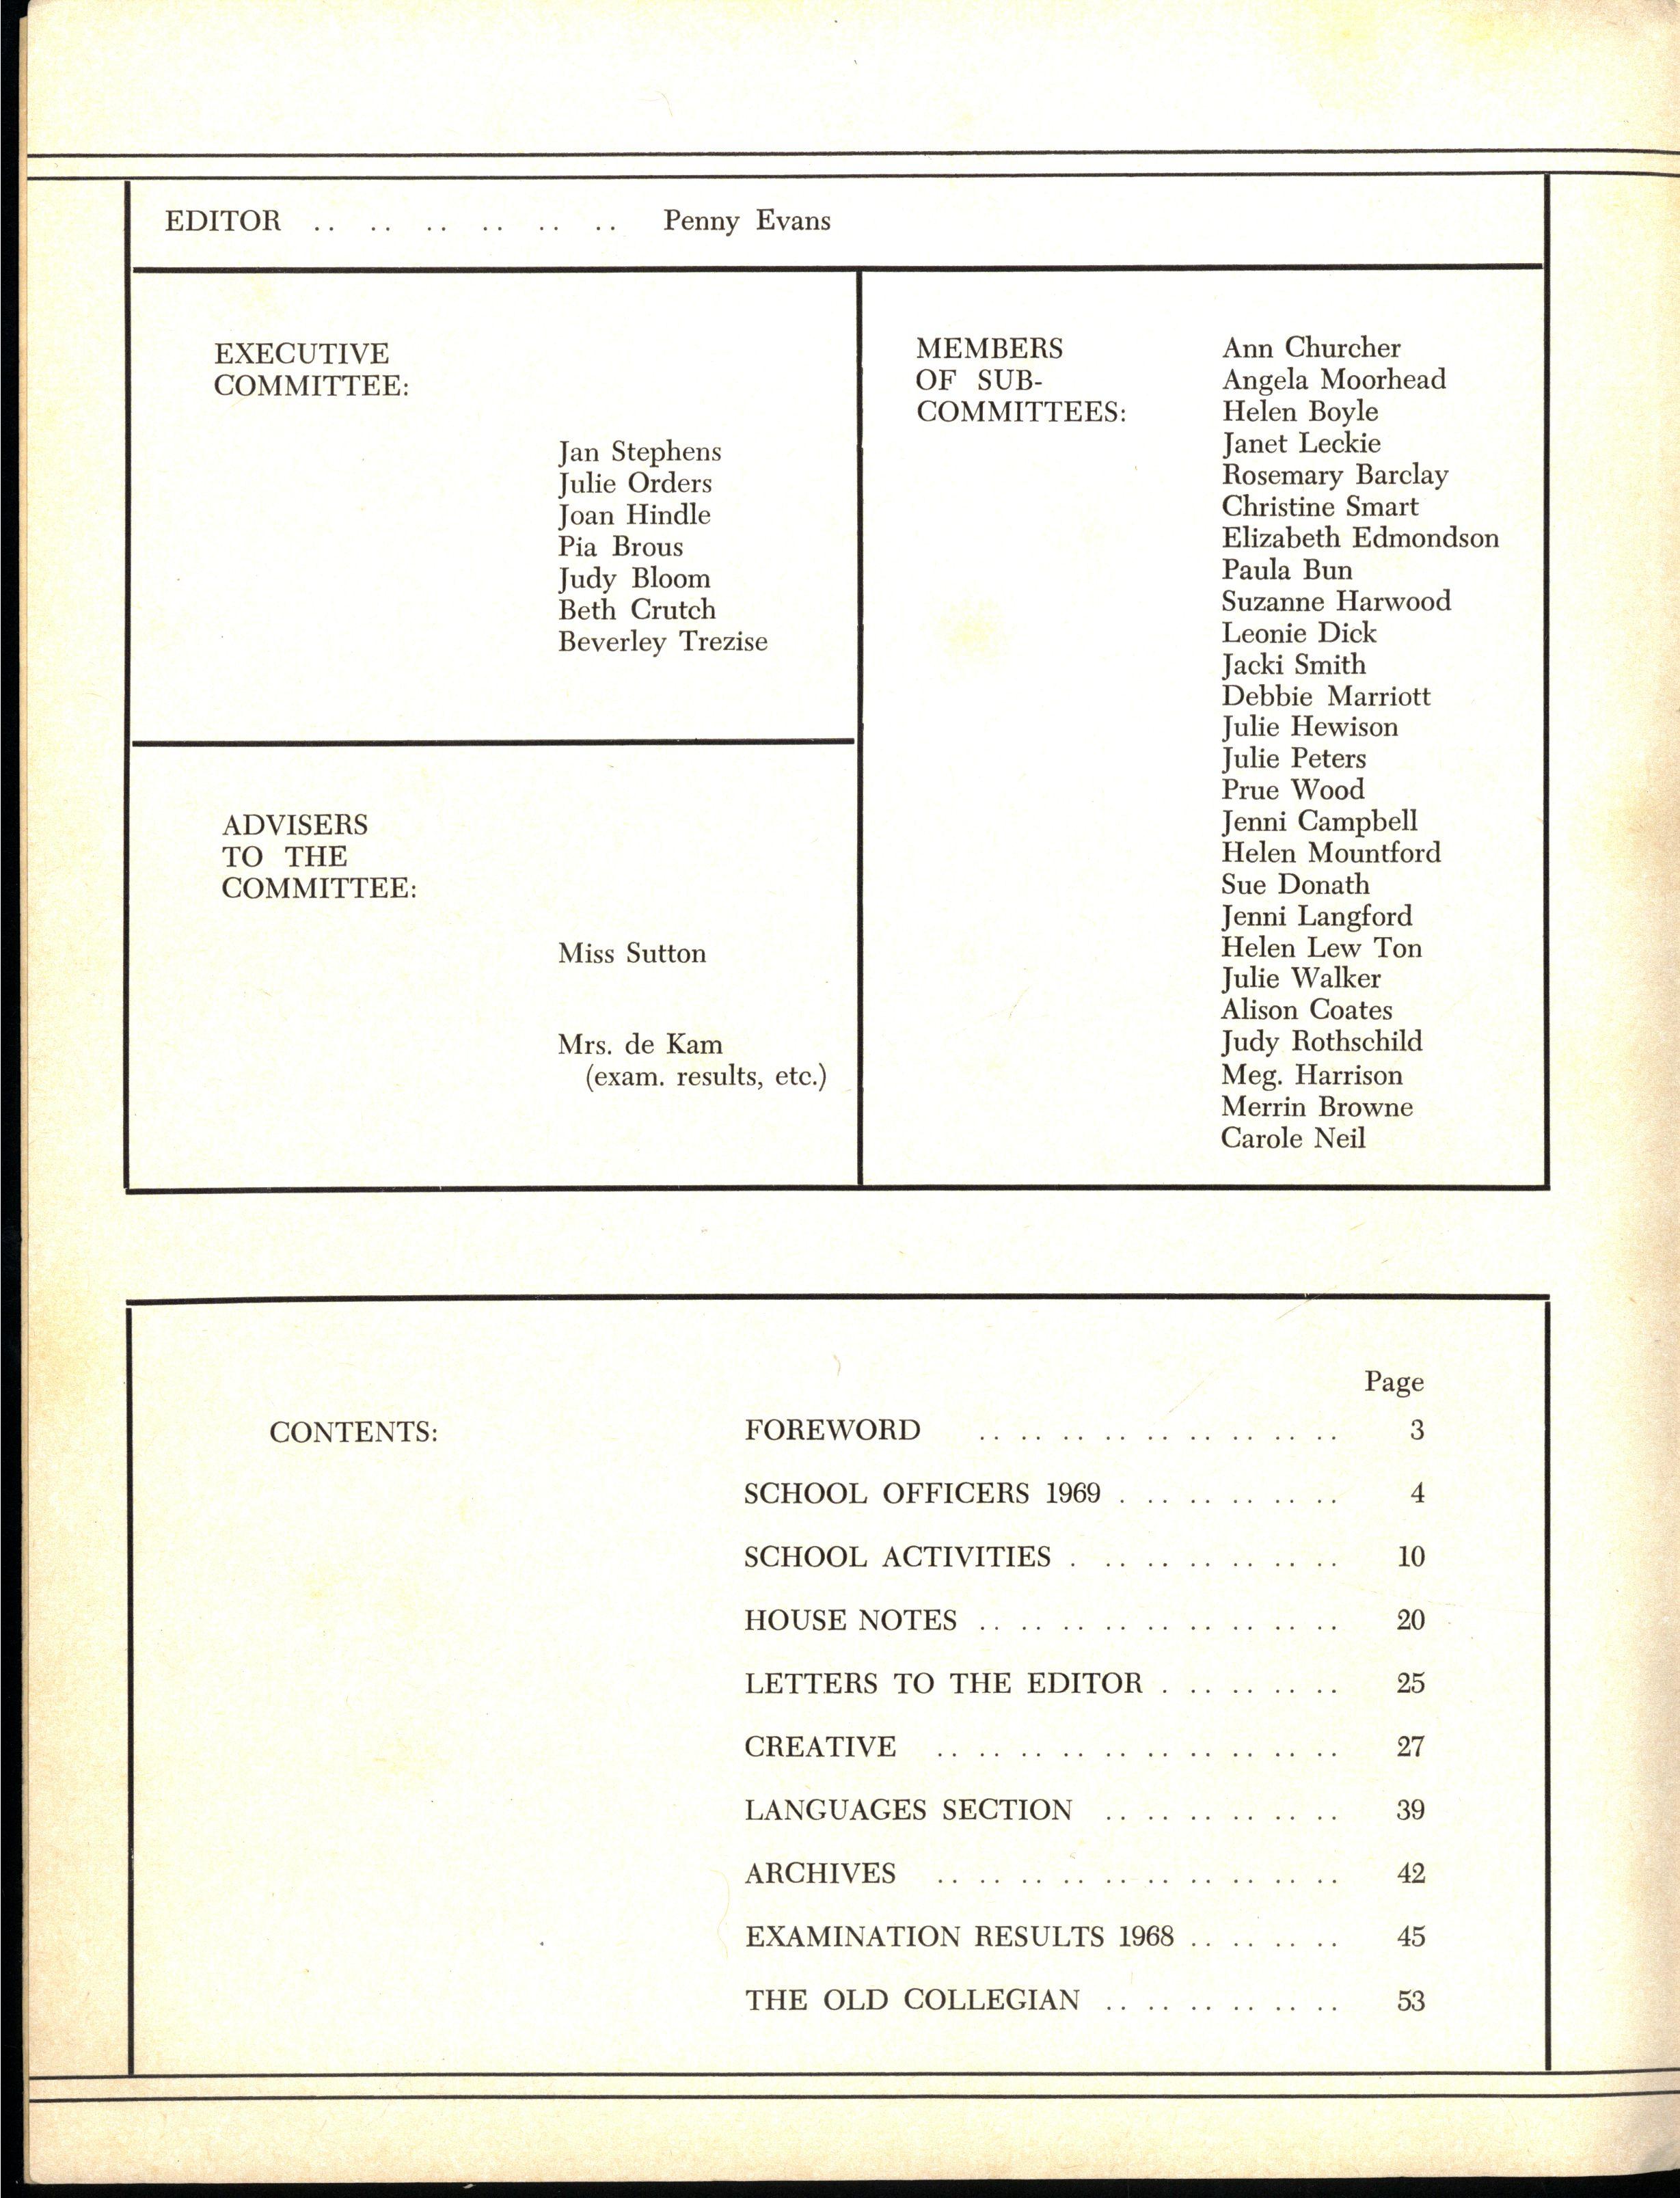 EDITOR .. .. .. .. .. .. Penny Evans
EXECUTIVE
COMMITTEE:
Jan Stephens
Julie Orders
Joan Hindle
Pia Brous
Judy Bloom
Beth Crutch
Beverley Trezise
ADVISERS
TO THE
COMMITTEE:
Miss Sutton
Mrs. de Kam
(exam. results, etc.)
MEMBERS
OF SUB-
COMMITTEES:
Ann Churcher
Angela Moorhead
Helen Boyle
Janet Leckie
Rosemary Barclay
Christine Smart
Elizabeth Edmondson
Paula Bun
Suzanne Harwood
Leonie Dick
Jacki Smith
Debbie Marriott
Julie Hewison
Julie Peters
Prue Wood
Jenni Campbell
Helen Mountford
Sue Donath
Jenni Langford
Helen Lew Ton
Julie Walker
Alison Coates
Judy Rothschild
Meg. Harrison
Merrin Browne
Carole Neil
Page
CONTENTS:
FOREWORD .. .. .. .. .. .. .. .. .. 3
SCHOOL OFFICERS 1969 . .. .. .. .. .. 4
SCHOOL ACTIVITIES . .. .. .. .. .. .. 10
HOUSE NOTES .. .. .. .. .. .. .. .. .. 20
LETTERS TO THE EDITOR . .. .. .. .. 25
CREATIVE .. .. .. .. .. .. .. .. .. .. 27
LANGUAGES SECTION .. .. .. .. .. .. 39
ARCHIVES .. .. .. .. .. .. .. .. .. .. 42
EXAMINATION RESULTS 1968 .. .. .. .. 45
THE OLD COLLEGIAN .. .. .. .. .. .. 53